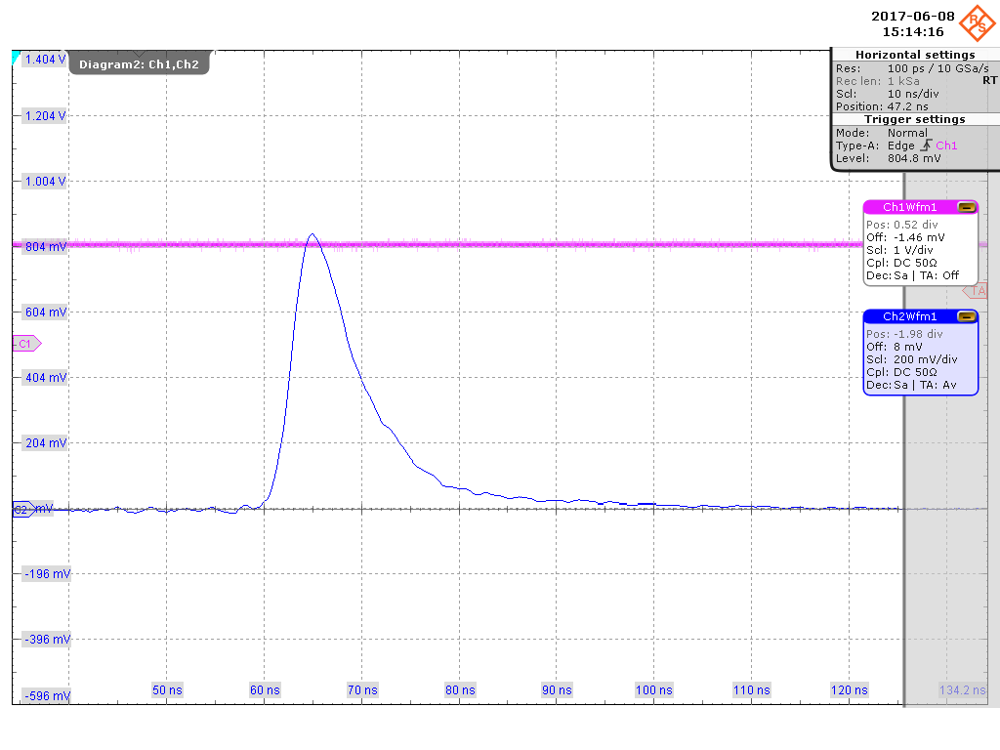 2017-06-08
15:14:16
R&S
Diagram2: Ch1,Ch2
Horizontal settings
Res: 100 ps / 10 GSa/s
Rec len: 1 kSa RT
Scl: 10 ns/div
Position: 47.2 ns
Trigger settings
Mode: Normal
Type-A: Edge Ch1
Level: 804.8 mV
1.404 V
1.204 V
1.004 V
804 mV
604 mV
404 mV
204 mV
mV
-196 mV
-396 mV
-596 mV
C1
C2
TA
Ch1Wfm1
Pos: 0.52 div
Off: -1.46 mV
Scl: 1 V/div
Cpl: DC 50Ω
Dec: Sa | TA: Off
Ch2Wfm1
Pos: -1.98 div
Off: 8 mV
Scl: 200 mV/div
Cpl: DC 50Ω
Dec: Sa | TA: Av
50 ns 60 ns 70 ns 80 ns 90 ns 100 ns 110 ns 120 ns 134.2 ns